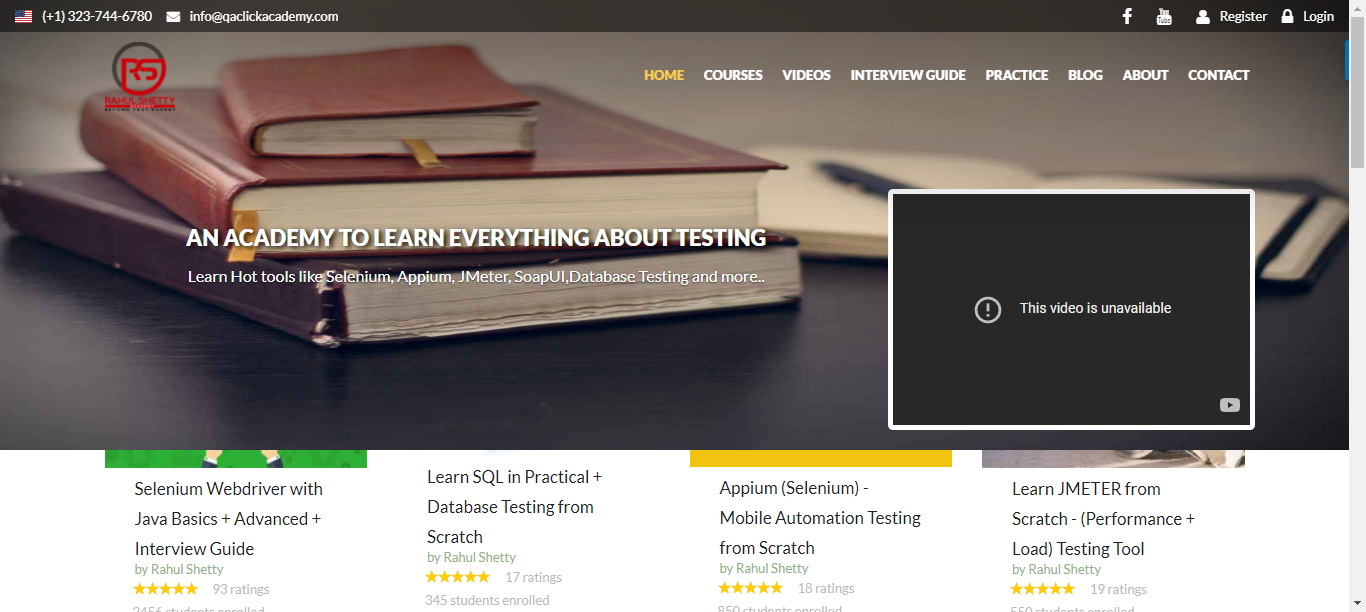 (+1) 323-744-6780
info@qaclickacademy.com
You
Tube
Register
Login
RS
RAHUL SHETTY
HOME
COURSES
VIDEOS
INTERVIEW GUIDE
PRACTICE
BLOG
ABOUT
CONTACT
AN ACADEMY TO LEARN EVERYTHING ABOUT TESTING
Learn Hot tools like Selenium, Appium, JMeter, SoapUI,Database Testing and more..
This video is unavailable
Selenium Webdriver with
Java Basics + Advanced +
Interview Guide
by Rahul Shetty
93 ratings
2456 students enrolled
Learn SQL in Practical +
Database Testing from
Scratch
by Rahul Shetty
17 ratings
345 students enrolled
Appium (Selenium) -
Mobile Automation Testing
from Scratch
by Rahul Shetty
18 ratings
850 students enrolled
Learn JMETER from
Scratch - (Performance +
Load) Testing Tool
by Rahul Shetty
19 ratings
550 students enrolled